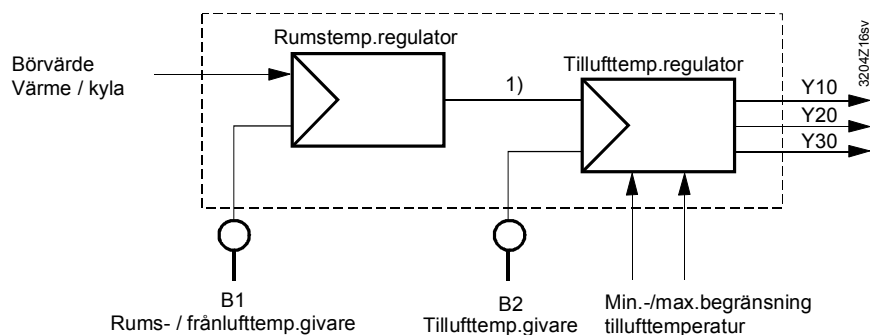 Rumstemp.regulator
Börvärde
Värme / kyla
1)
Tillufttemp.regulator
Y10
Y20
Y30
3204Z16sv
B1
Rums- / frånlufttemp.givare
B2
Tillufttemp.givare
Min.-/max.begränsning
tillufttemperatur